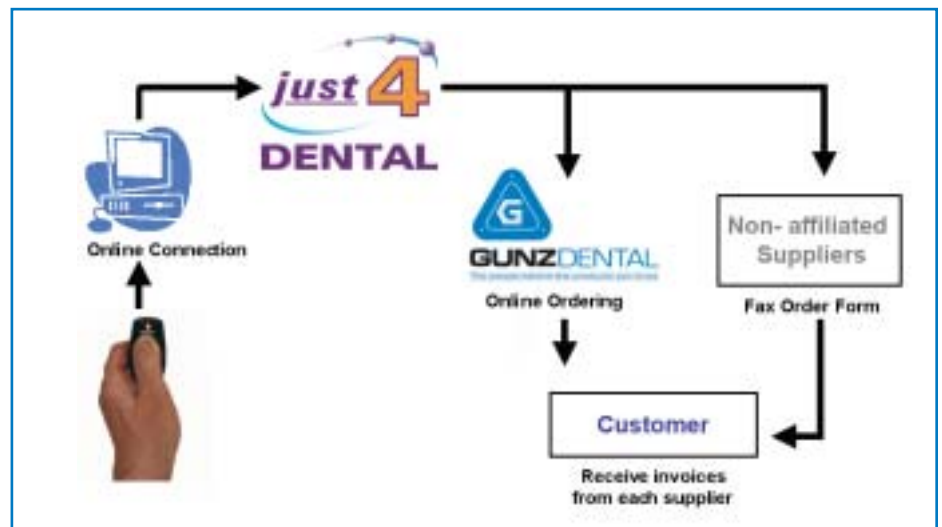 just 4
DENTAL
Online Connection
G
GUNZDENTAL
Online Ordering
Non- affiliated
Suppliers
Fax Order Form
Customer
Receive invoices
from each supplier